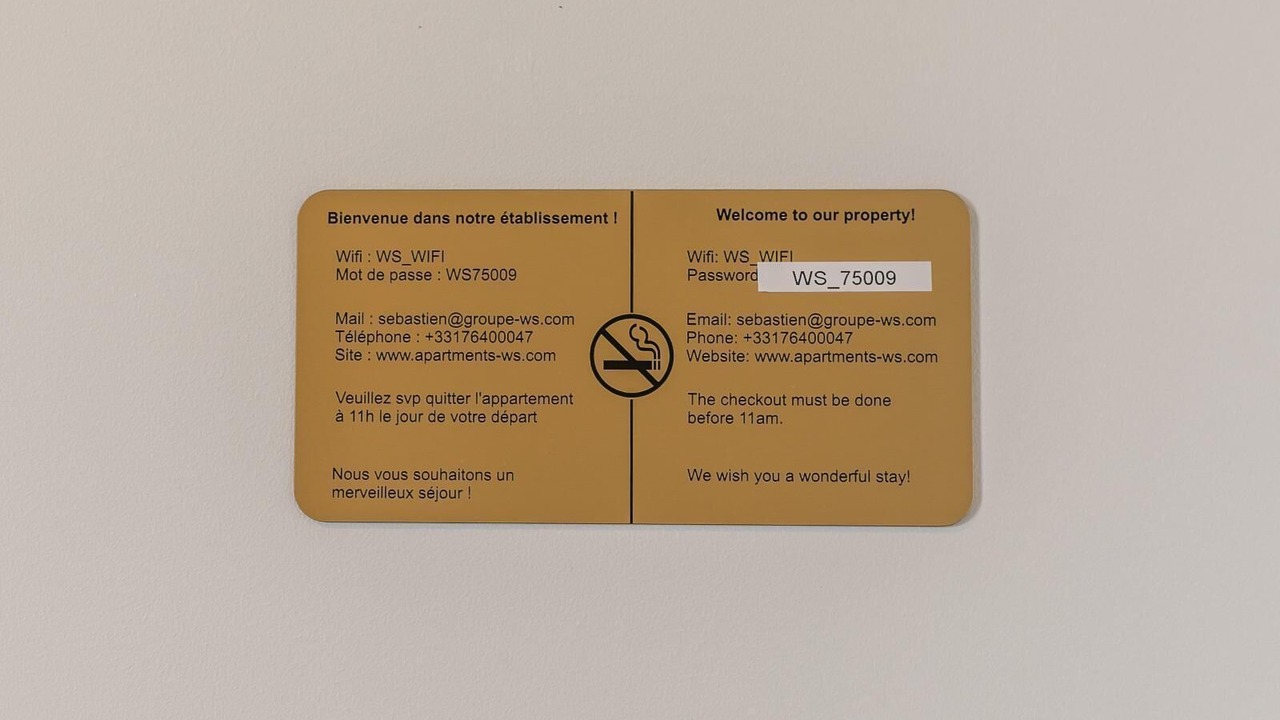 Bienvenue dans notre établissement !
Wifi : WS_WIFI
Mot de passe : WS75009
Mail : sebastien@groupe-ws.com
Téléphone : +33176400047
Site : www.apartments-ws.com
Veuillez svp quitter l'appartement
à 11h le jour de votre départ
Nous vous souhaitons un
merveilleux séjour !
Welcome to our property!
Wifi: WS_WIFI
Password WS_75009
Email: sebastien@groupe-ws.com
Phone: +33176400047
Website: www.apartments-ws.com
The checkout must be done
before 11am.
We wish you a wonderful stay!